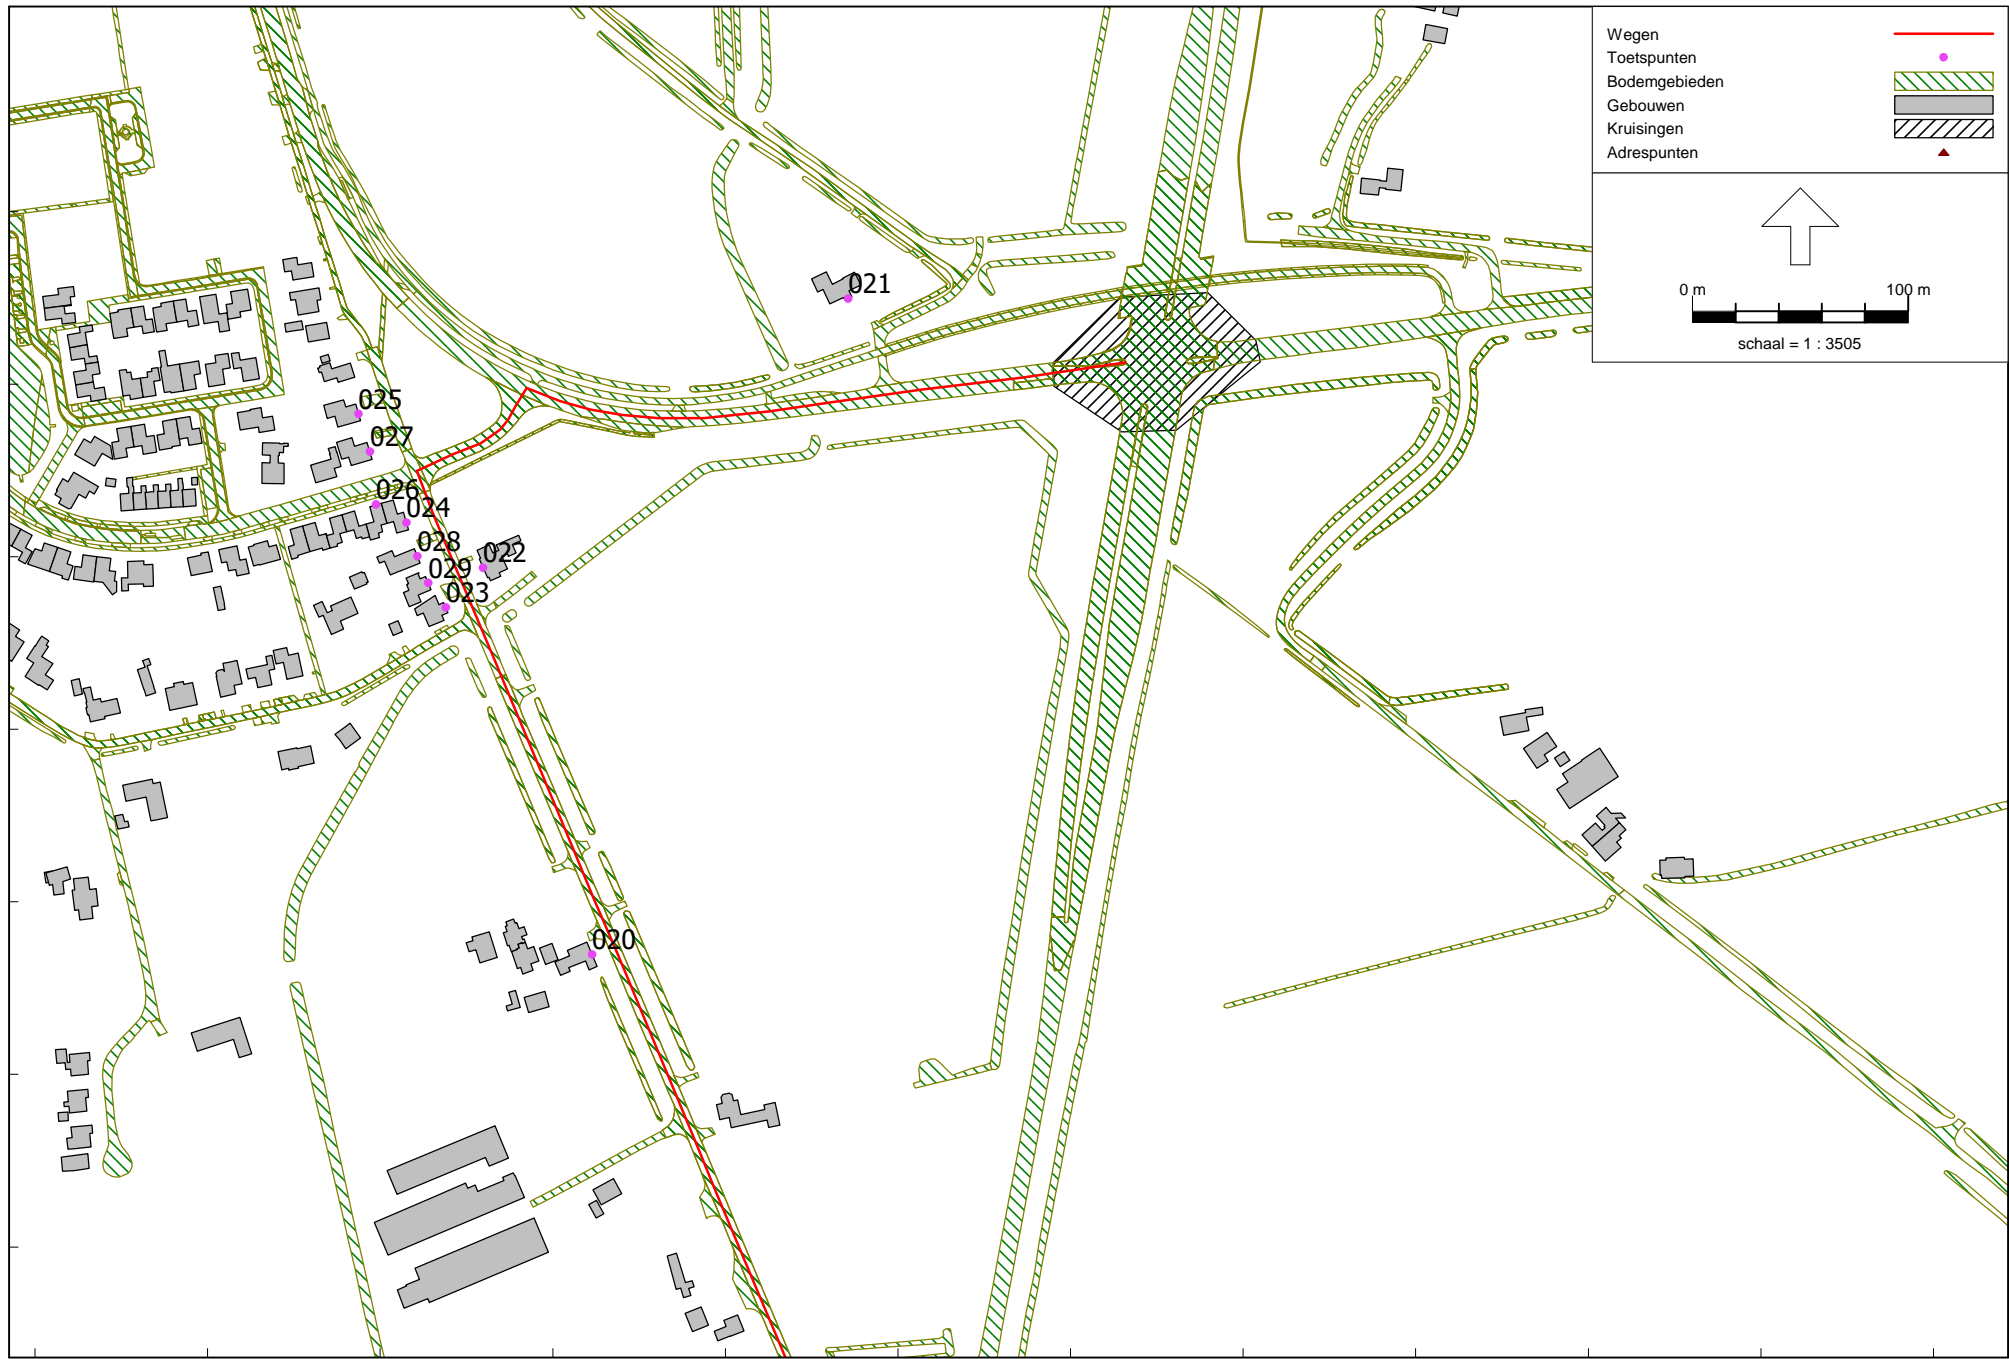 Wegen
Toetspunten
Bodemgebieden
Gebouwen
Kruisingen
Adrespunten
0 m 100 m
schaal = 1 : 3505
021
025
027
026
024
028
022
029
023
020